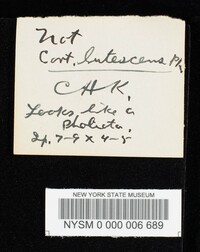 Not
Cort. lutescens Pk
CHK.
Looks like a
Pholiota.
Sp. 7-9 x 4-5
NEW YORK STATE MUSEUM
NYSM 0 000 006 689